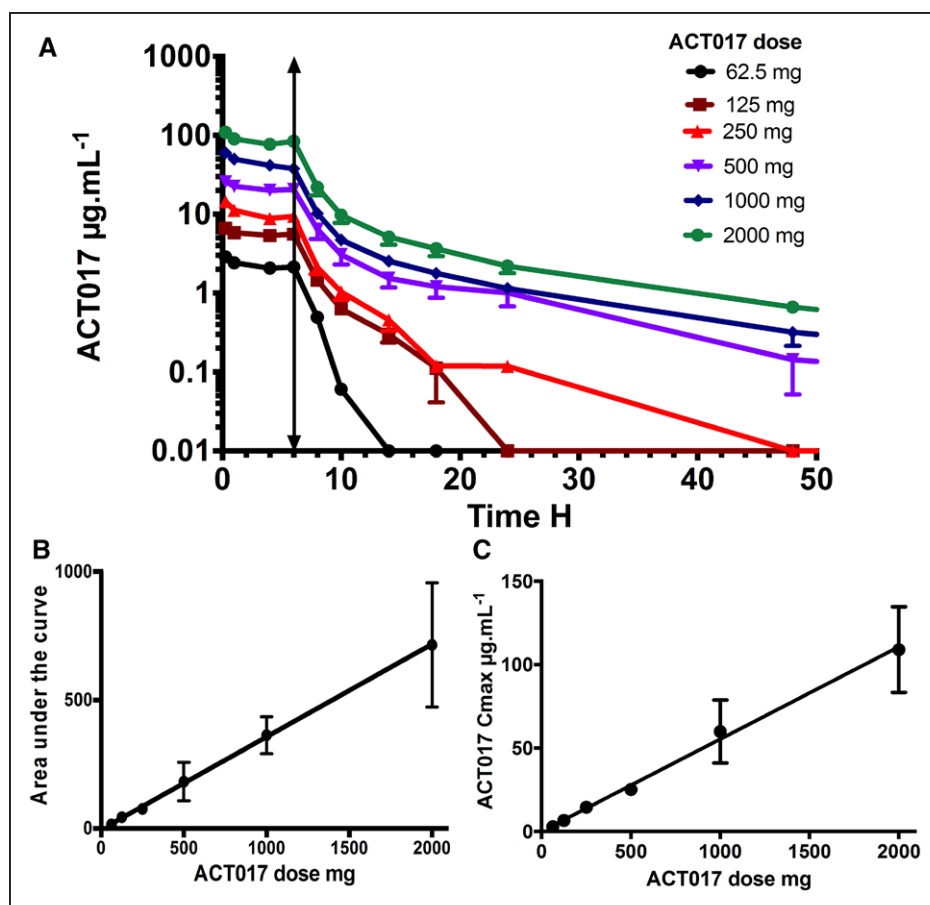 A
ACT017 µg.mL-1
1000
100
10
1
0.1
0.01
0
10
20
30
40
50
Time H
ACT017 dose
62.5 mg
125 mg
250 mg
500 mg
1000 mg
2000 mg
B
Area under the curve
1000
500
0
0
500
1000
1500
2000
ACT017 dose mg
C
ACT017 Cmax µg.mL-1
150
100
50
0
0
500
1000
1500
2000
ACT017 dose mg